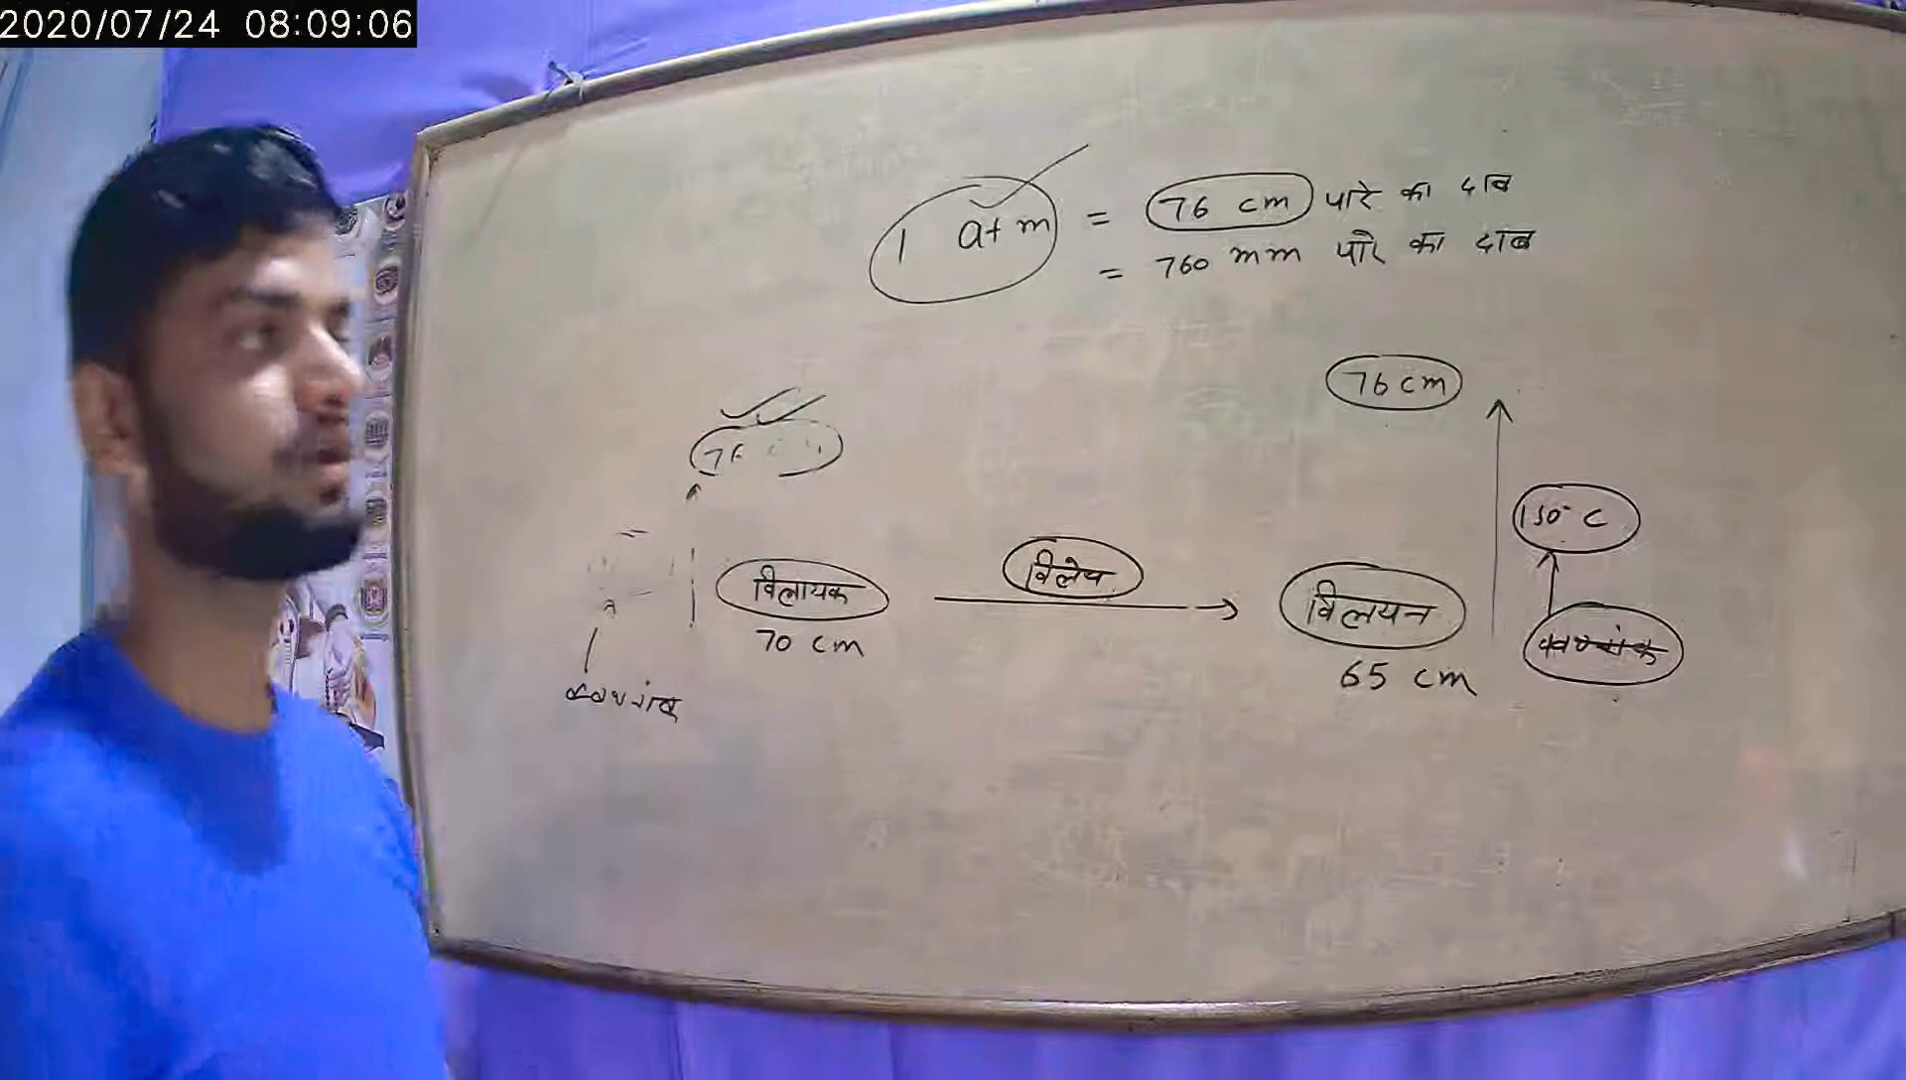 2020/07/24 08:09:06
1 atm = 76 cm पारे का दाब
= 760 mm पारे का दाब
76 cm
76
150° C
विलायक
विलेय
विलयन
70 cm
65 cm
क्वथनांक
क्वथनांक